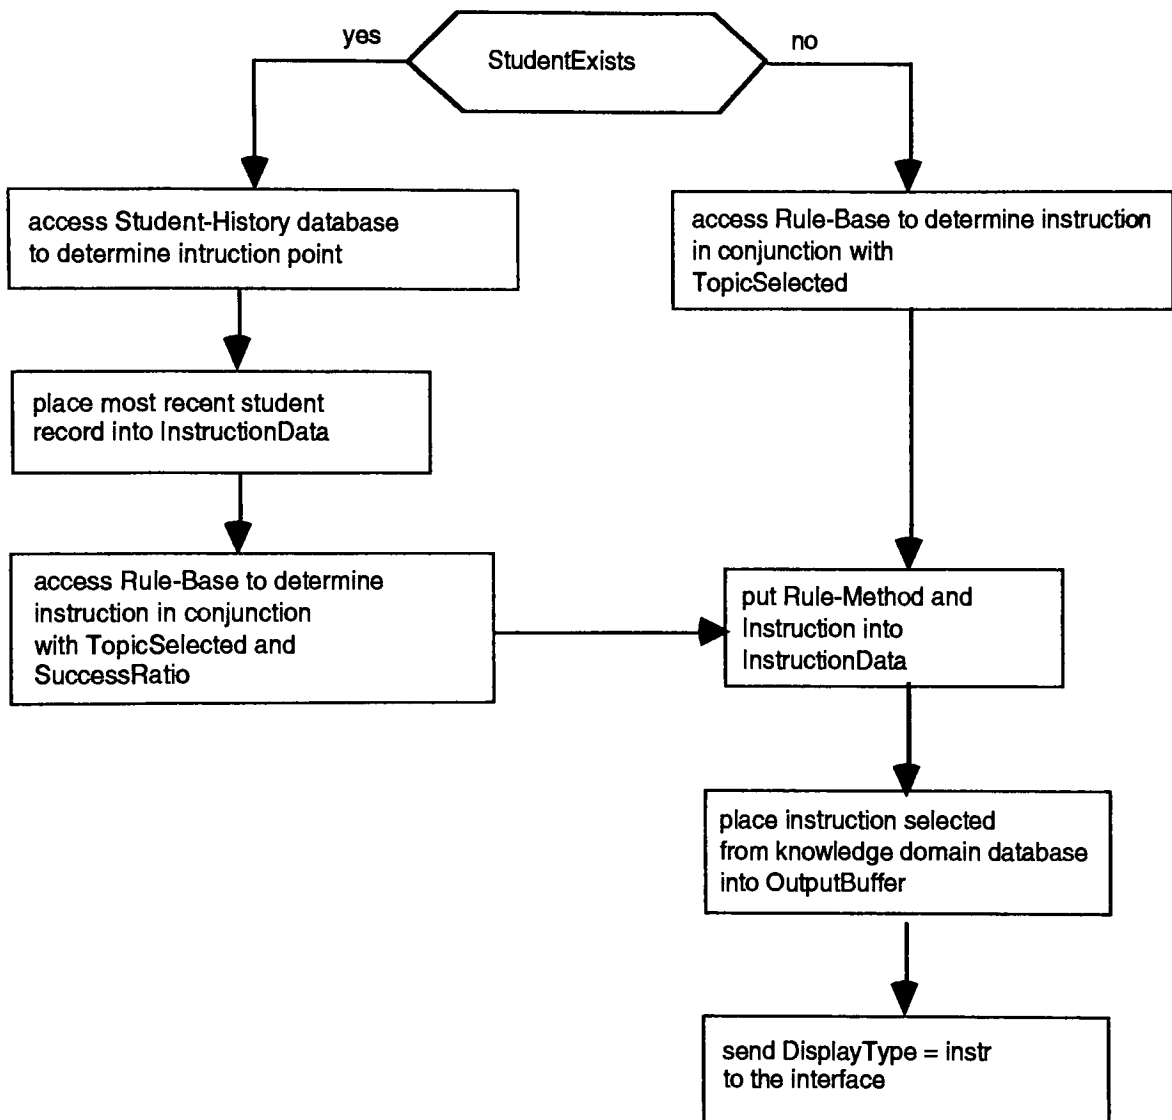 yes
StudentExists
no
access Student-History database
to determine intruction point
access Rule-Base to determine instruction
in conjunction with
TopicSelected
place most recent student
record into InstructionData
access Rule-Base to determine
instruction in conjunction
with TopicSelected and
SuccessRatio
put Rule-Method and
Instruction into
InstructionData
place instruction selected
from knowledge domain database
into OutputBuffer
send DisplayType = instr
to the interface